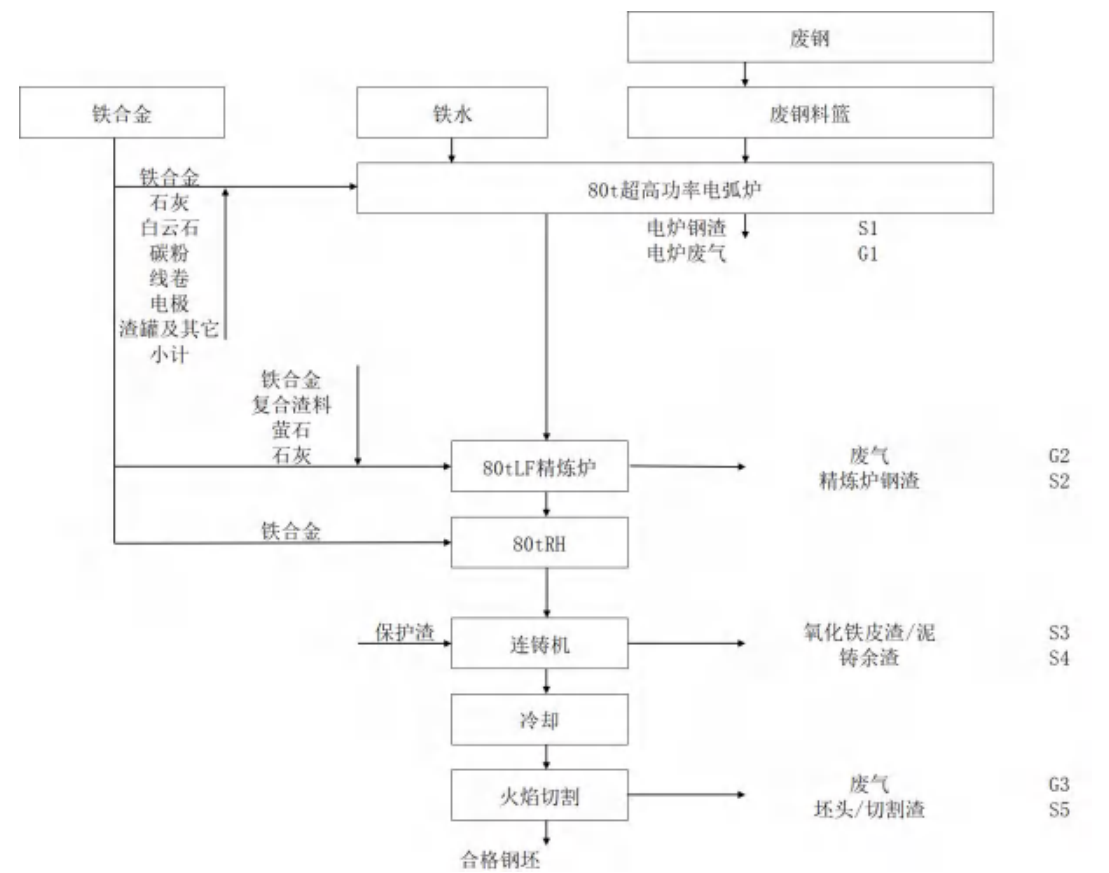 废钢
铁合金
铁水
废钢料篮
铁合金
石灰
白云石
碳粉
线卷
电极
渣罐及其它
小计
80t超高功率电弧炉
电炉钢渣 S1
电炉废气 G1
铁合金
复合渣料
萤石
石灰
80tLF精炼炉
废气 G2
精炼炉钢渣 S2
铁合金
80tRH
保护渣
连铸机
氧化铁皮渣/泥 S3
铸余渣 S4
冷却
火焰切割
废气 G3
坯头/切割渣 S5
合格钢坯